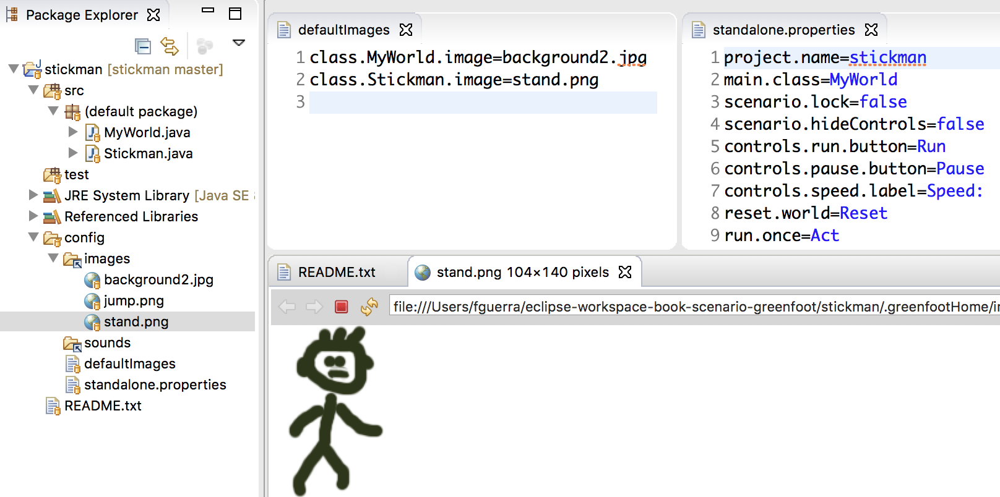 Package Explorer
stickman [stickman master]
src
(default package)
MyWorld.java
Stickman.java
test
JRE System Library [Java SE
Referenced Libraries
config
images
background2.jpg
jump.png
stand.png
sounds
defaultImages
standalone.properties
README.txt
defaultImages
1 class.MyWorld.image=background2.jpg
2 class.Stickman.image=stand.png
3
standalone.properties
1 project.name=stickman
2 main.class=MyWorld
3 scenario.lock=false
4 scenario.hideControls=false
5 controls.run.button=Run
6 controls.pause.button=Pause
7 controls.speed.label=Speed:
8 reset.world=Reset
9 run.once=Act
README.txt
stand.png 104×140 pixels
file:///Users/fguerra/eclipse-workspace-book-scenario-greenfoot/stickman/.greenfootHome/i